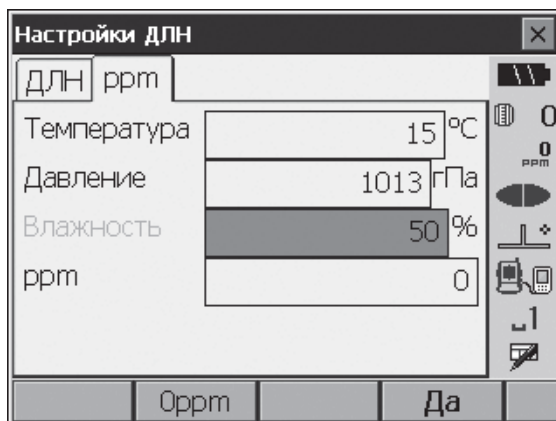 Настройки ДЛН
ДЛН ppm
Температура 15 °C
Давление 1013 гПа
Влажность 50 %
ppm 0
0
0
PPM
1
0ppm Да